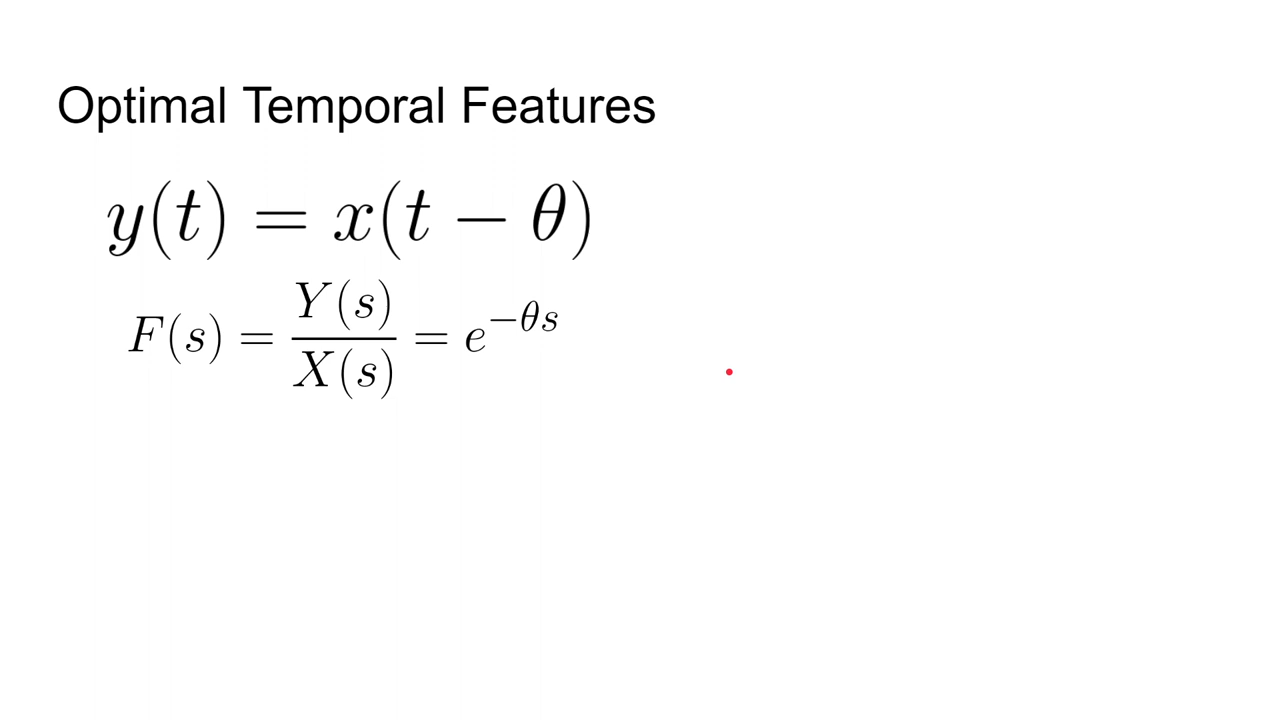 Optimal Temporal Features
y(t) = x(t − θ)
F(s) = Y(s)/X(s) = e^{−θs}